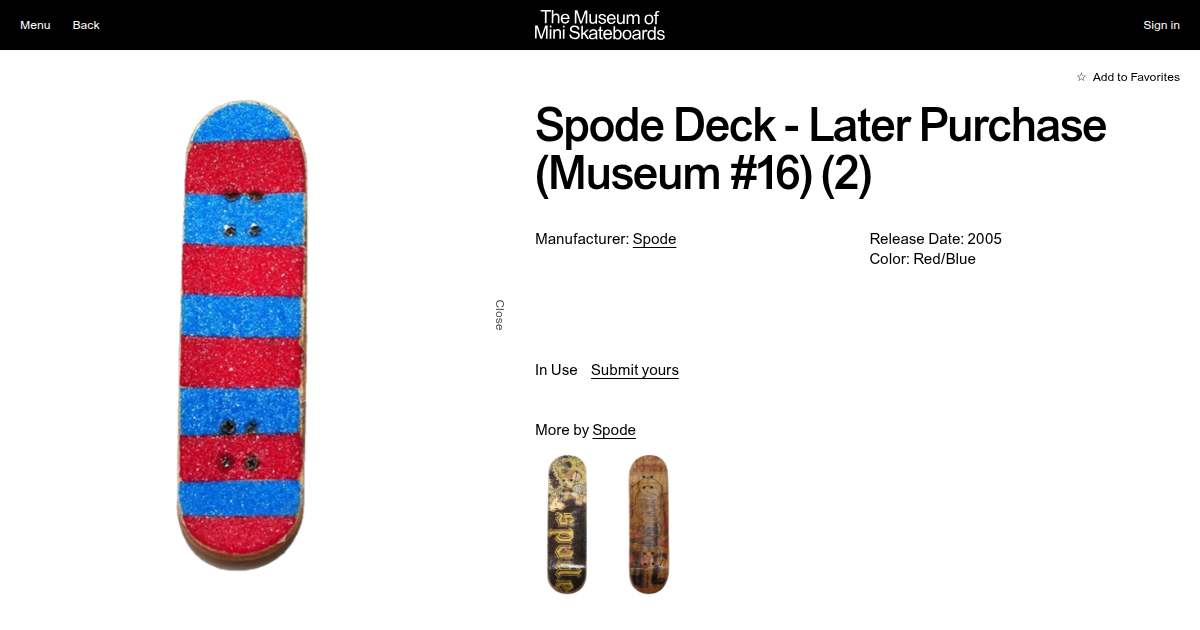 Menu
Back
The Museum of
Mini Skateboards
Sign in
☆ Add to Favorites
Spode Deck - Later Purchase
(Museum #16) (2)
Manufacturer: Spode
Release Date: 2005
Color: Red/Blue
Close
In Use
Submit yours
More by Spode
spode